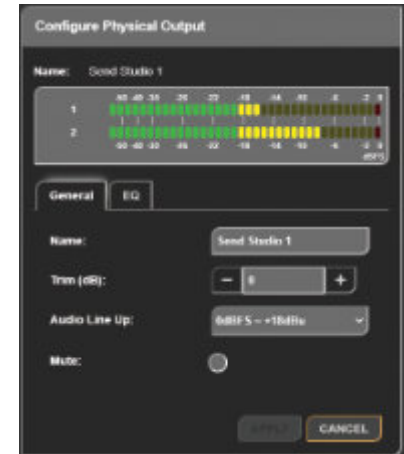 Configure Physical Output
Name: Send Studio 1
1
2
dBFS
General EQ
Name: Send Studio 1
Trim (dB): - 0 +
Audio Line Up: 0dBFS = +18dBu
Mute:
APPLY CANCEL